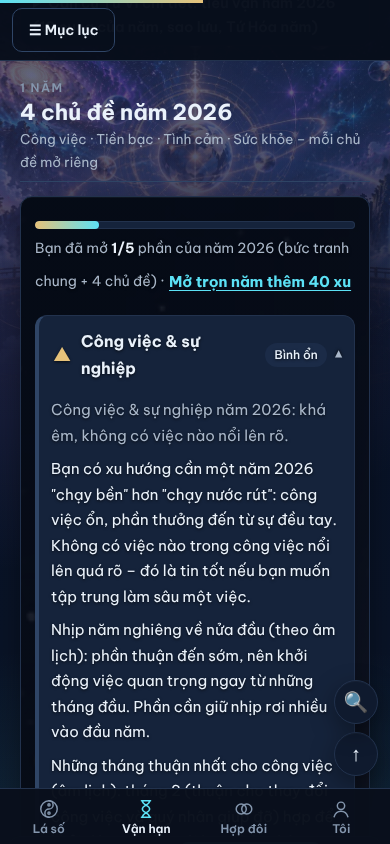 ☰ Mục lục
1 NĂM
4 chủ đề năm 2026
Công việc · Tiền bạc · Tình cảm · Sức khỏe – mỗi chủ
đề mở riêng
Bạn đã mở 1/5 phần của năm 2026 (bức tranh
chung + 4 chủ đề) · Mở trọn năm thêm 40 xu
Công việc & sự
nghiệp
Bình ổn
Công việc & sự nghiệp năm 2026: khá
êm, không có việc nào nổi lên rõ.
Bạn có xu hướng cần một năm 2026
"chạy bền" hơn "chạy nước rút": công
việc ổn, phần thưởng đến từ sự đều tay.
Không có việc nào trong công việc nổi
lên quá rõ – đó là tin tốt nếu bạn muốn
tập trung làm sâu một việc.
Nhịp năm nghiêng về nửa đầu (theo âm
lịch): phần thuận đến sớm, nên khởi
động việc quan trọng ngay từ những
tháng đầu. Phần cần giữ nhịp rơi nhiều
vào đầu năm.
Những tháng thuận nhất cho công việc
Lá số
Vận hạn
Hợp đôi
Tôi